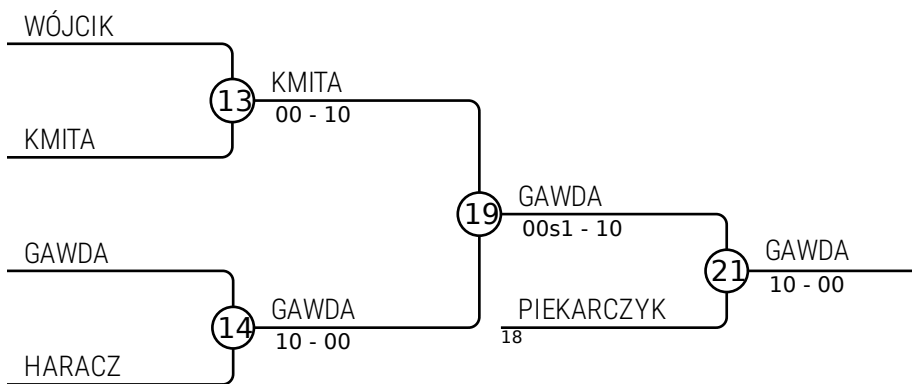 WÓJCIK
13
KMITA
00 - 10
KMITA
19
GAWDA
00s1 - 10
GAWDA
14
GAWDA
10 - 00
HARACZ
21
GAWDA
10 - 00
PIEKARCZYK
18